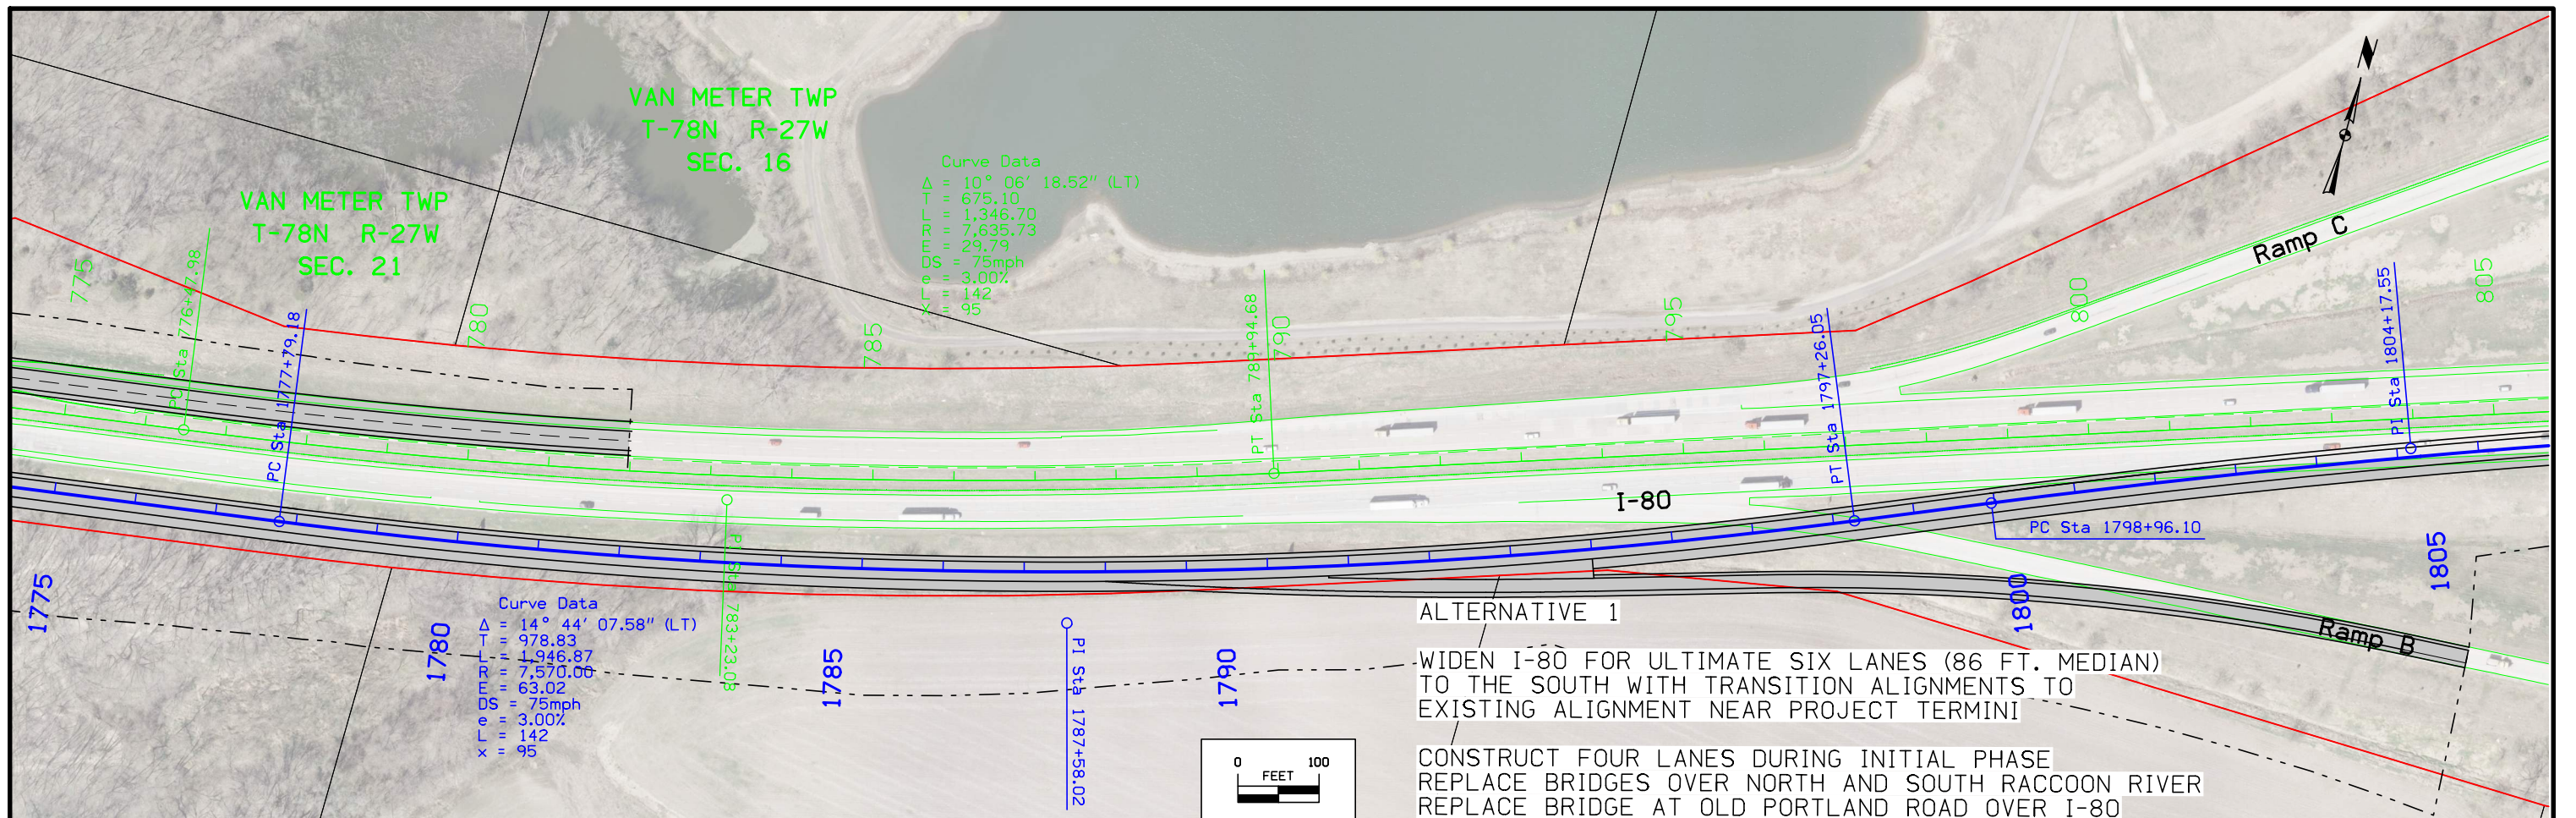 VAN METER TWP
T-78N R-27W
SEC. 16
VAN METER TWP
T-78N R-27W
SEC. 21
Curve Data
Δ = 10° 06' 18.52" (LT)
T = 675.10
L = 1,346.70
R = 7,635.73
E = 29.79
DS = 75mph
e = 3.00%
L = 142
X = 95
775
PC Sta 776+47.98
PC Sta 1777+79.18
780
785
PT Sta 789+94.68
790
795
PT Sta 1797+26.05
800
Ramp C
PI Sta 1804+17.55
805
I-80
PC Sta 1798+96.10
PI Sta 783+23.08
1775
1780
1785
1790
1800
1805
Ramp B
Curve Data
Δ = 14° 44' 07.58" (LT)
T = 978.83
L = 1,946.87
R = 7,570.00
E = 63.02
DS = 75mph
e = 3.00%
L = 142
x = 95
PI Sta 1787+58.02
0 100
FEET
ALTERNATIVE 1
WIDEN I-80 FOR ULTIMATE SIX LANES (86 FT. MEDIAN)
TO THE SOUTH WITH TRANSITION ALIGNMENTS TO
EXISTING ALIGNMENT NEAR PROJECT TERMINI
CONSTRUCT FOUR LANES DURING INITIAL PHASE
REPLACE BRIDGES OVER NORTH AND SOUTH RACCOON RIVER
REPLACE BRIDGE AT OLD PORTLAND ROAD OVER I-80